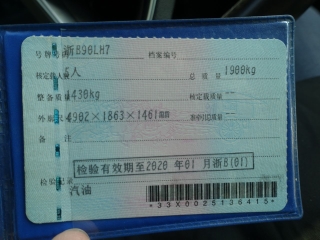 号牌号码 浙B90LH7 档案编号
核定载人数 5人 总质量 1900kg
整备质量 1430kg 核定载质量 --
外廓尺寸 4902×1863×1461mm 准牵引总质量 --
备注
检验有效期至2020年01月浙B(01)
检验记录
汽油